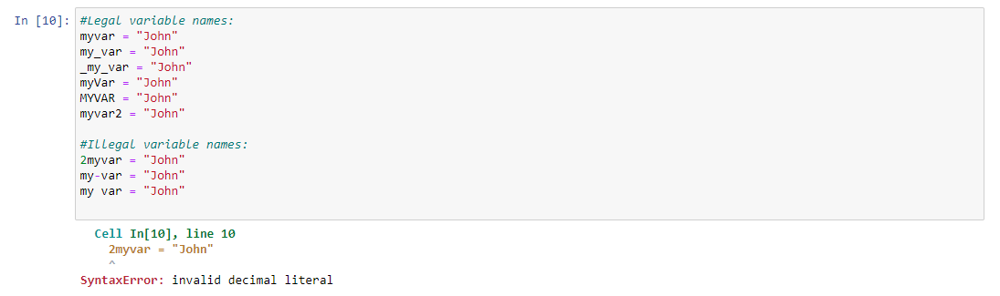 In [10]:
#Legal variable names:
myvar = "John"
my_var = "John"
_my_var = "John"
myVar = "John"
MYVAR = "John"
myvar2 = "John"
#Illegal variable names:
2myvar = "John"
my-var = "John"
my var = "John"
Cell In[10], line 10
2myvar = "John"
^
SyntaxError: invalid decimal literal